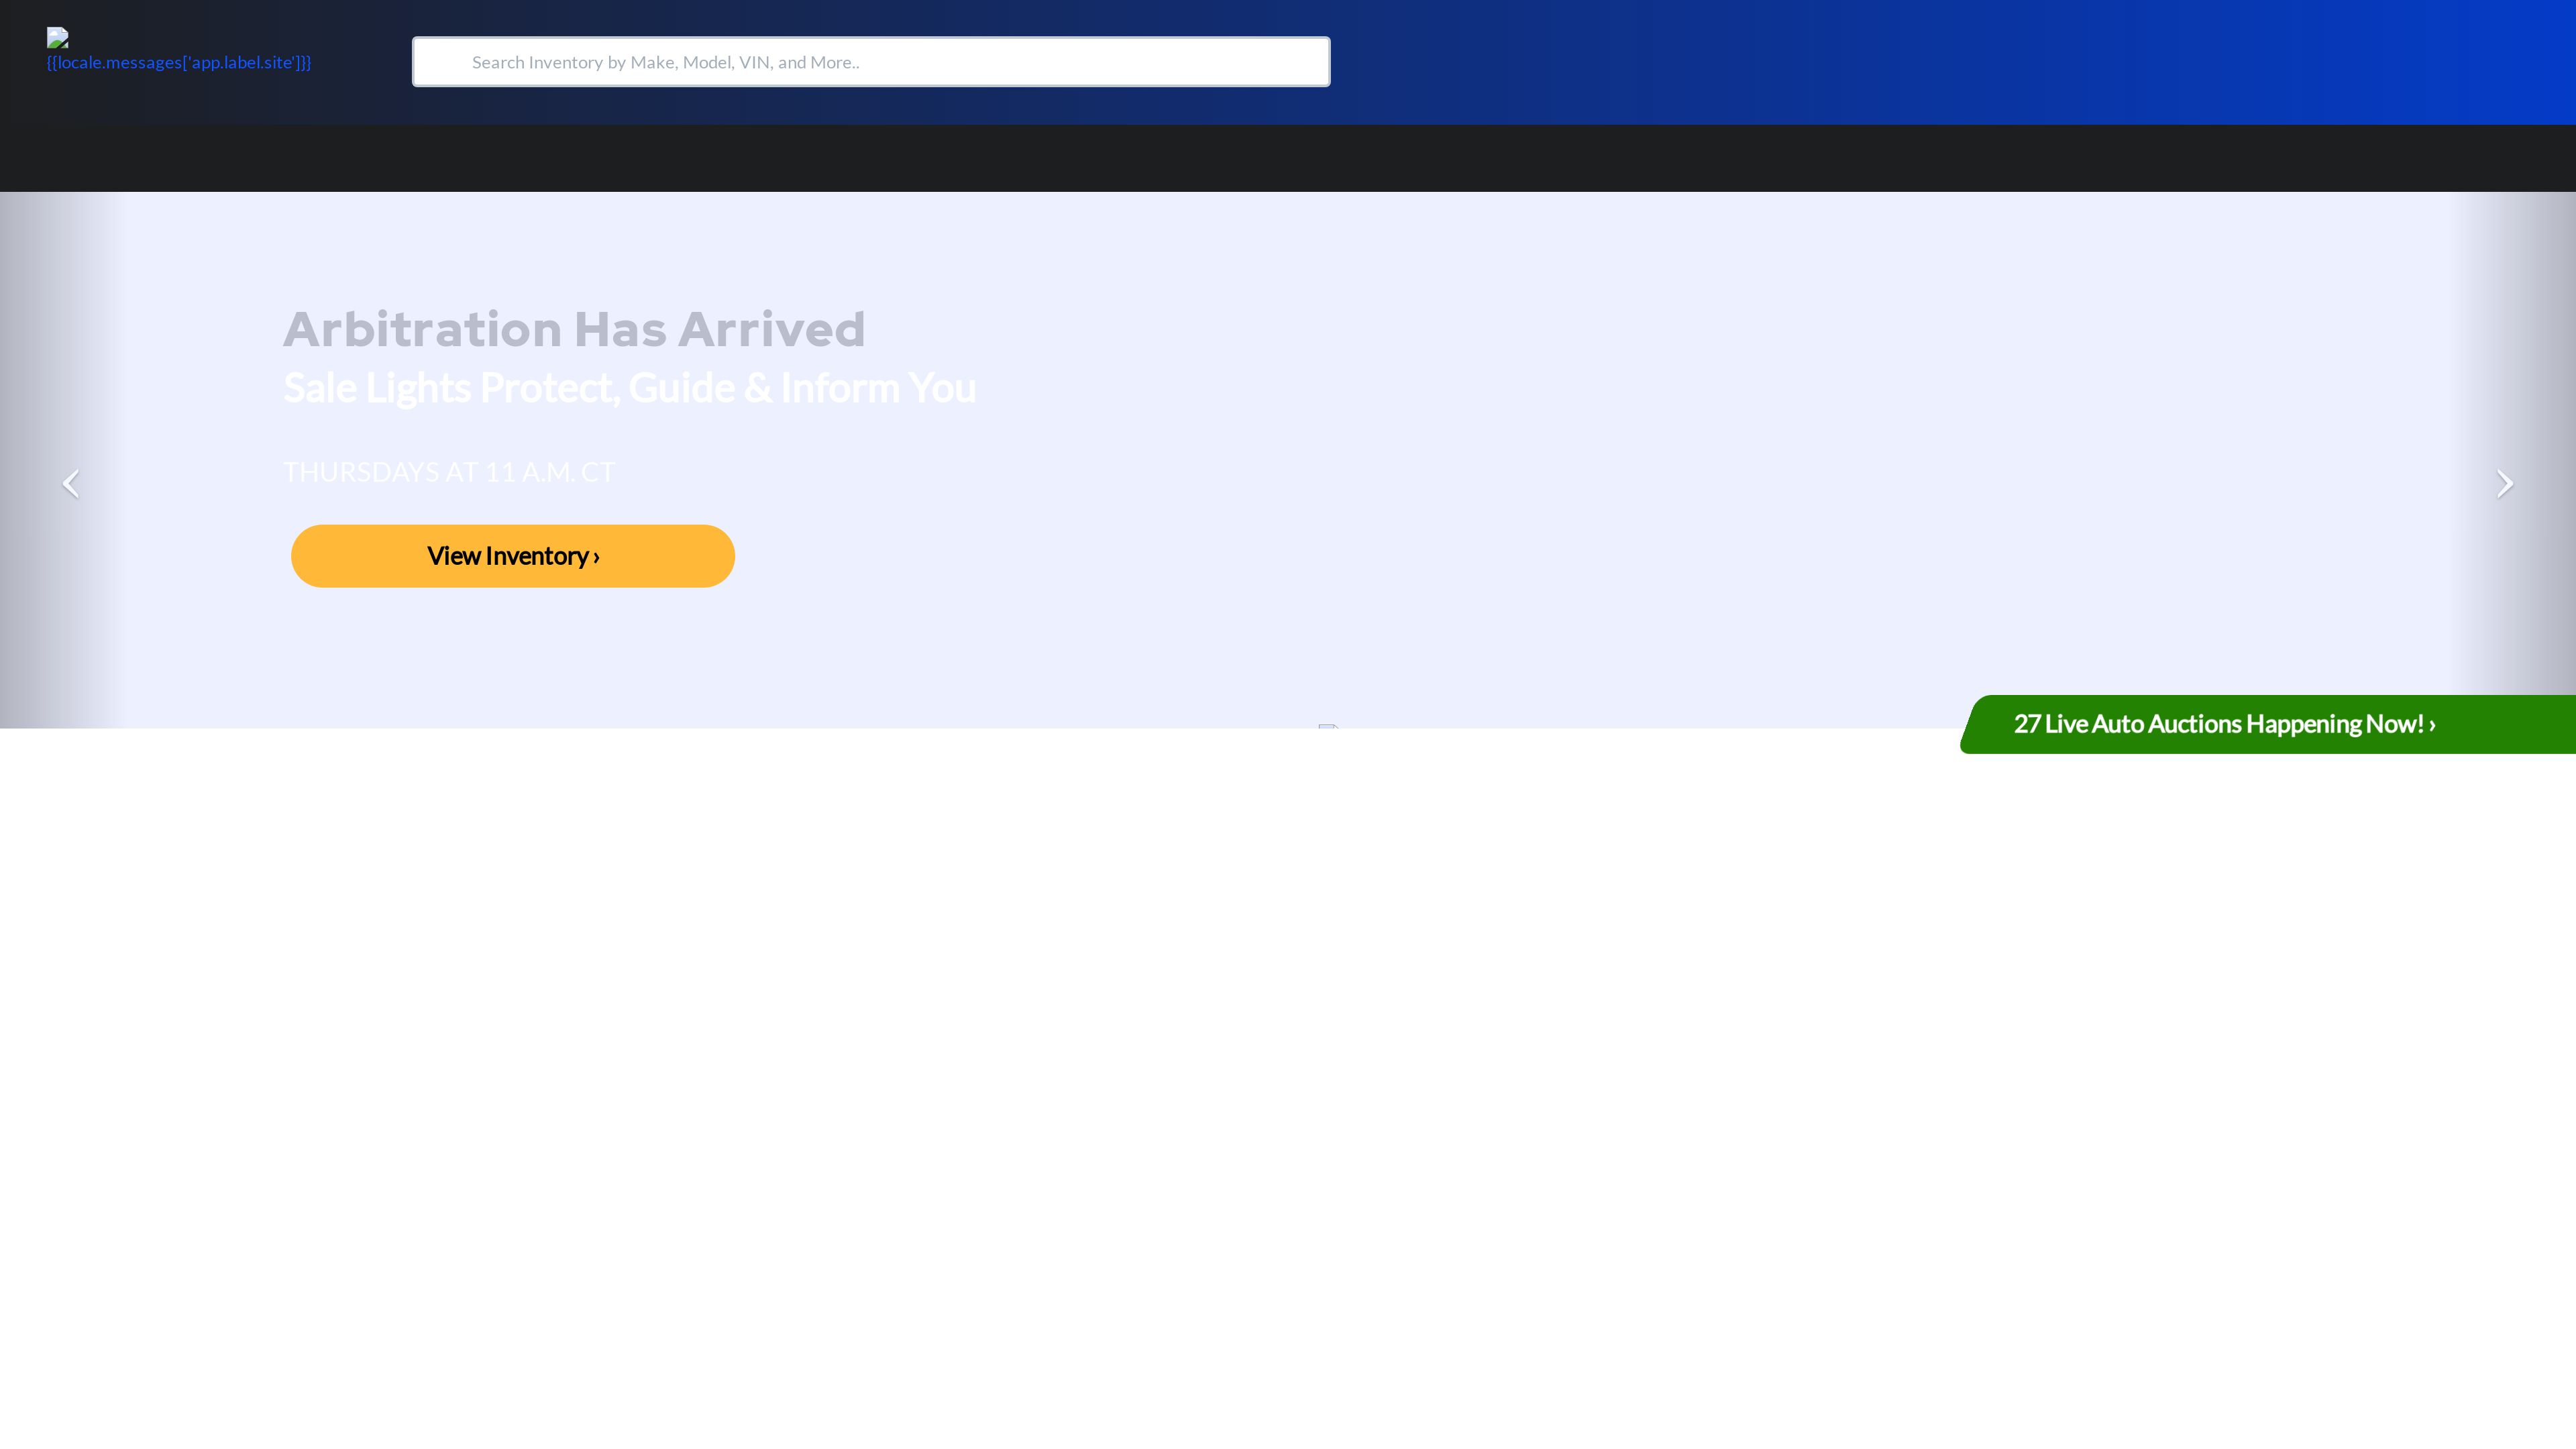 {{locale.messages['app.label.site']}}
Search Inventory by Make, Model, VIN, and More..
Arbitration Has Arrived
Sale Lights Protect, Guide & Inform You
THURSDAYS AT 11 A.M. CT
View Inventory ›
27 Live Auto Auctions Happening Now! ›